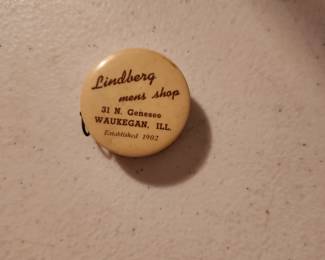 Lindberg
mens shop
31 N. Genesee
WAUKEGAN, ILL.
Established 1902